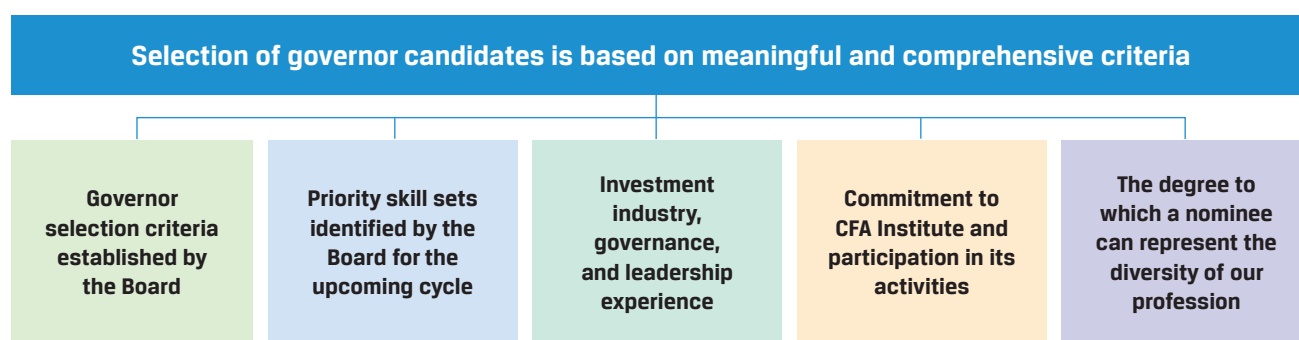 Selection of governor candidates is based on meaningful and comprehensive criteria
Governor
selection criteria
established by
the Board
Priority skill sets
identified by the
Board for the
upcoming cycle
Investment
industry,
governance,
and leadership
experience
Commitment to
CFA Institute and
participation in its
activities
The degree to
which a nominee
can represent the
diversity of our
profession